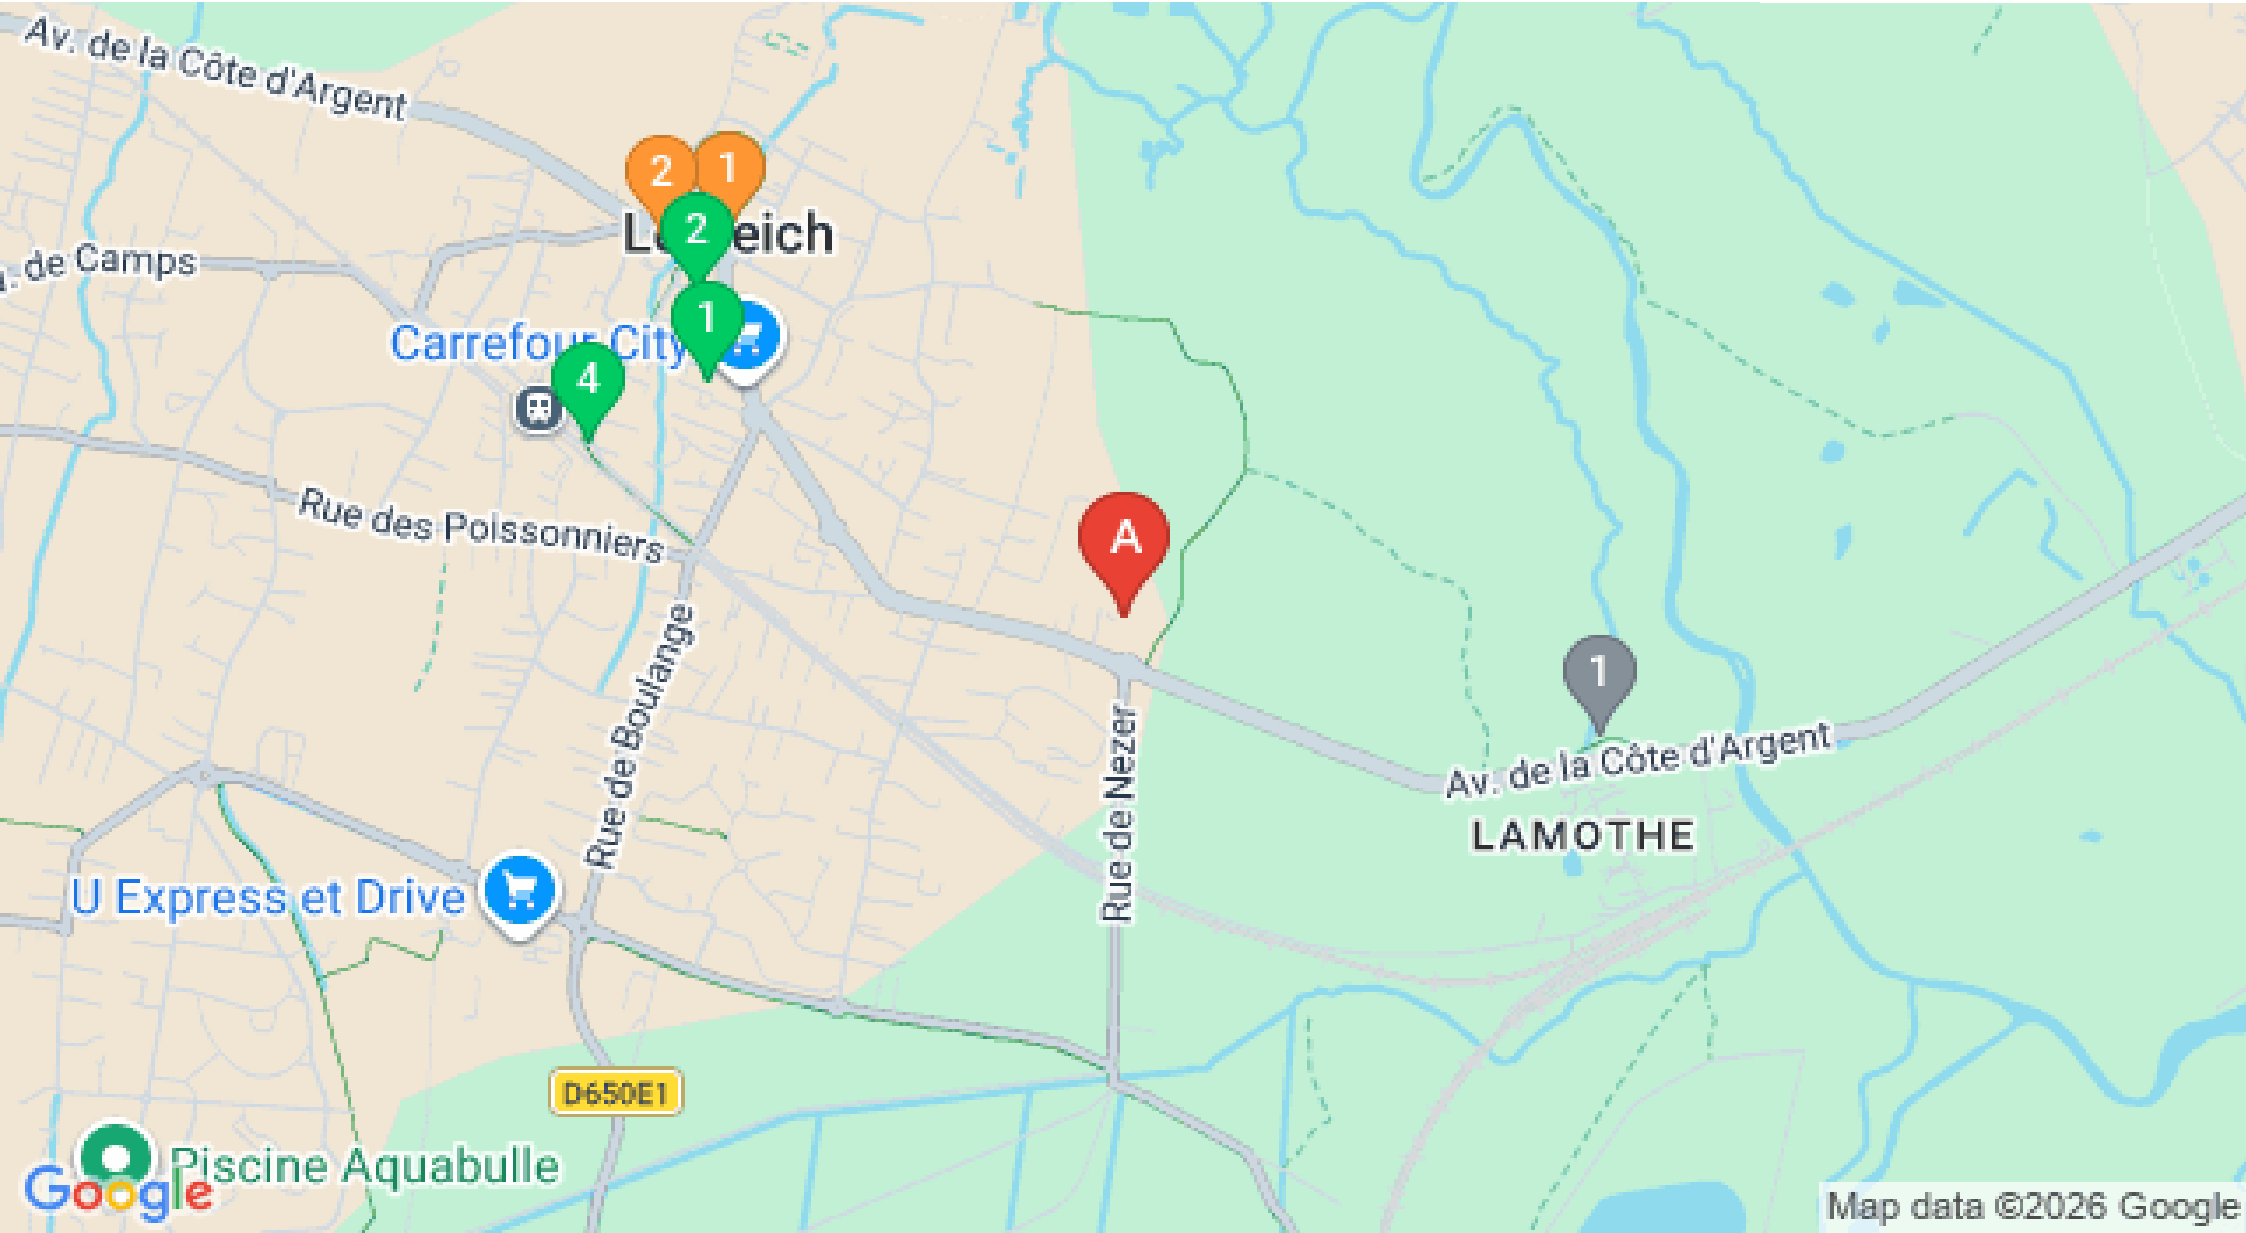 Av. de la Côte d'Argent
2
1
2
eich
de Camps
1
Carrefour City
4
Rue des Poissonniers
A
Rue de Boulange
1
Rue de Nezer
Av. de la Côte d'Argent
LAMOTHE
U Express et Drive
D650E1
Piscine Aquabulle
Google
Map data ©2026 Google